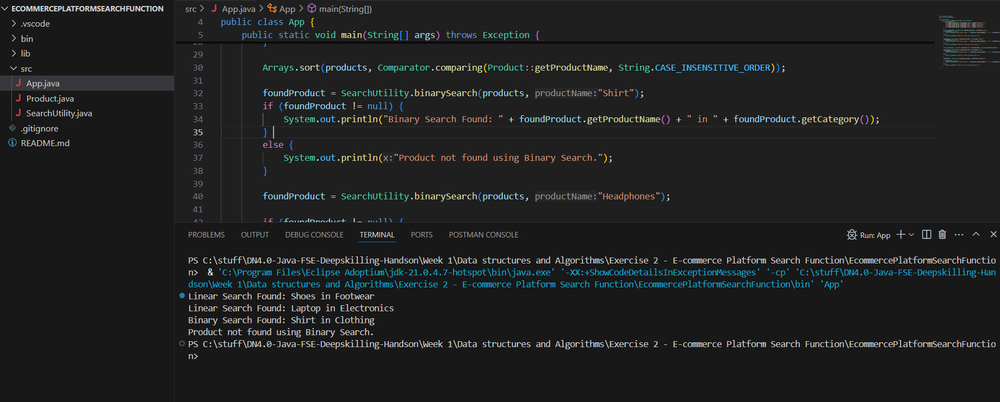 ECOMMERCEPLATFORMSEARCHFUNCTION
.vscode
bin
lib
src
App.java
Product.java
SearchUtility.java
.gitignore
README.md
src > App.java > App > main(String[])
4 public class App {
5 public static void main(String[] args) throws Exception {
}
29
30 Arrays.sort(products, Comparator.comparing(Product::getProductName, String.CASE_INSENSITIVE_ORDER));
31
32 foundProduct = SearchUtility.binarySearch(products, productName:"Shirt");
33 if (foundProduct != null) {
34 System.out.println("Binary Search Found: " + foundProduct.getProductName() + " in " + foundProduct.getCategory());
35 }
36 else {
37 System.out.println(x:"Product not found using Binary Search.");
38 }
39
40 foundProduct = SearchUtility.binarySearch(products, productName:"Headphones");
41
42 if (foundProduct != null) {
PROBLEMS OUTPUT DEBUG CONSOLE TERMINAL PORTS POSTMAN CONSOLE
Run: App
PS C:\stuff\DN4.0-Java-FSE-Deepskilling-Handson\Week 1\Data structures and Algorithms\Exercise 2 - E-commerce Platform Search Function\EcommercePlatformSearchFunctio
n> & 'C:\Program Files\Eclipse Adoptium\jdk-21.0.4.7-hotspot\bin\java.exe' '-XX:+ShowCodeDetailsInExceptionMessages' '-cp' 'C:\stuff\DN4.0-Java-FSE-Deepskilling-Han
dson\Week 1\Data structures and Algorithms\Exercise 2 - E-commerce Platform Search Function\EcommercePlatformSearchFunction\bin' 'App'
Linear Search Found: Shoes in Footwear
Linear Search Found: Laptop in Electronics
Binary Search Found: Shirt in Clothing
Product not found using Binary Search.
PS C:\stuff\DN4.0-Java-FSE-Deepskilling-Handson\Week 1\Data structures and Algorithms\Exercise 2 - E-commerce Platform Search Function\EcommercePlatformSearchFunctio
n>